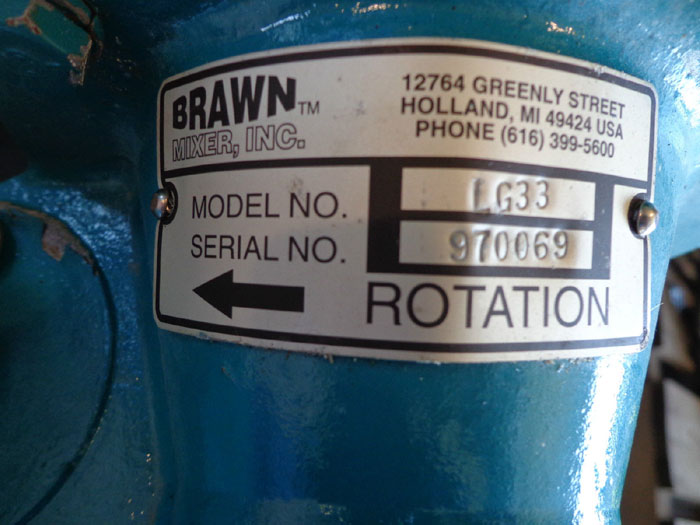 BRAWN™
MIXER, INC.
12764 GREENLY STREET
HOLLAND, MI 49424 USA
PHONE (616) 399-5600
MODEL NO. LG33
SERIAL NO. 970069
ROTATION